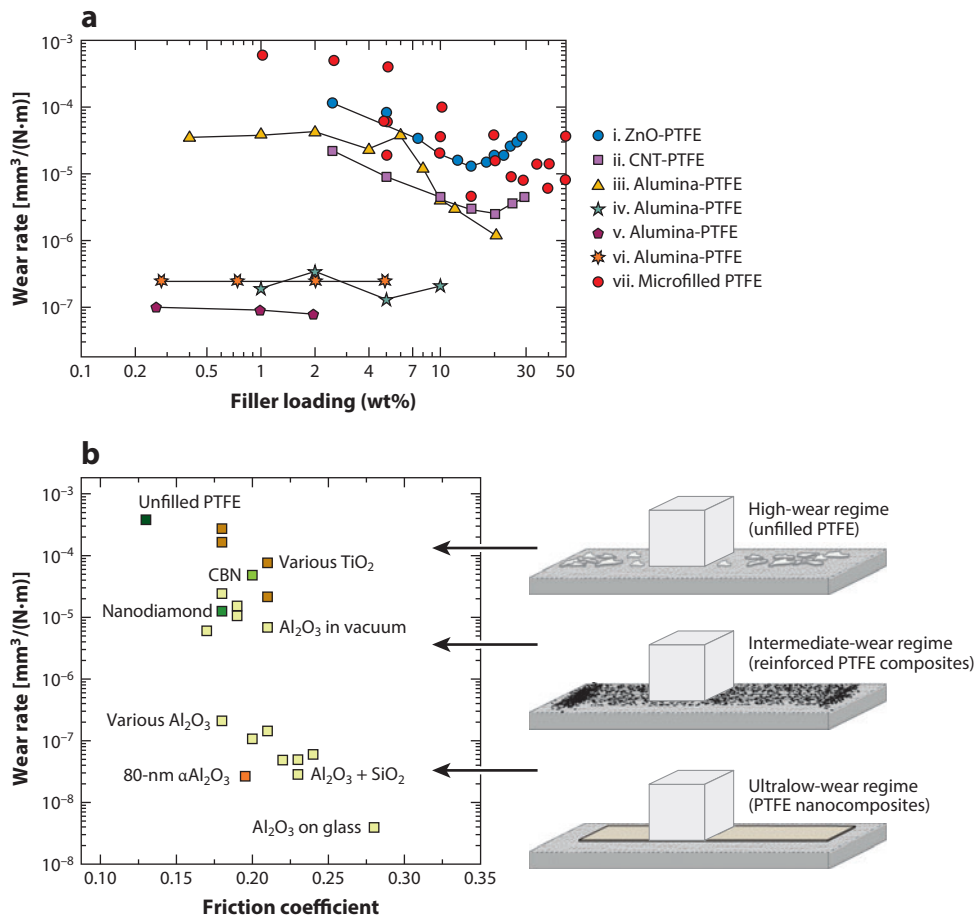 a
10⁻³
10⁻⁴
10⁻⁵
10⁻⁶
10⁻⁷
Wear rate [mm³/(N·m)]
0.1 0.2 0.5 1 2 4 7 10 30 50
Filler loading (wt%)
i. ZnO-PTFE
ii. CNT-PTFE
iii. Alumina-PTFE
iv. Alumina-PTFE
v. Alumina-PTFE
vi. Alumina-PTFE
vii. Microfilled PTFE
b
10⁻³
10⁻⁴
10⁻⁵
10⁻⁶
10⁻⁷
10⁻⁸
10⁻⁸
Wear rate [mm³/(N·m)]
Unfilled PTFE
Various TiO₂
CBN
Nanodiamond
Al₂O₃ in vacuum
Various Al₂O₃
80-nm αAl₂O₃
Al₂O₃ + SiO₂
Al₂O₃ on glass
0.10 0.15 0.20 0.25 0.30 0.35
Friction coefficient
High-wear regime
(unfilled PTFE)
Intermediate-wear regime
(reinforced PTFE composites)
Ultralow-wear regime
(PTFE nanocomposites)